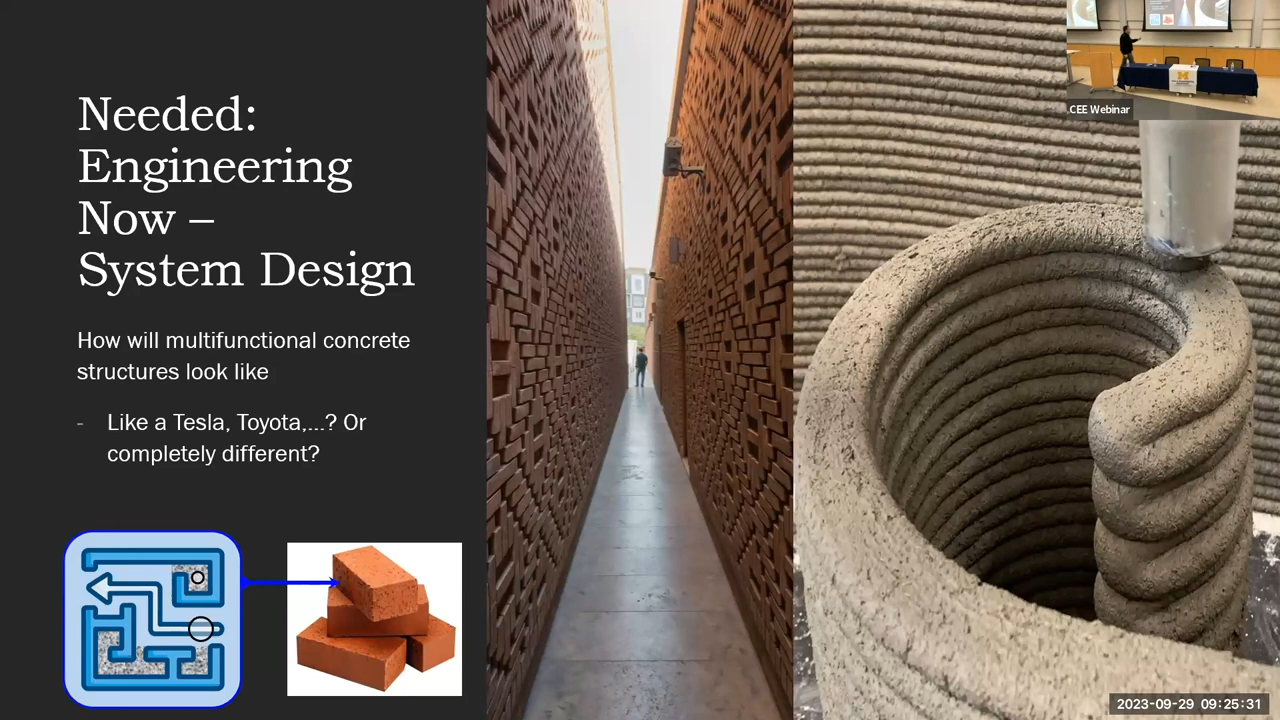 Needed:
Engineering
Now –
System Design
How will multifunctional concrete
structures look like
- Like a Tesla, Toyota,...? Or
completely different?
CEE Webinar
M
2023-09-29 09:25:31